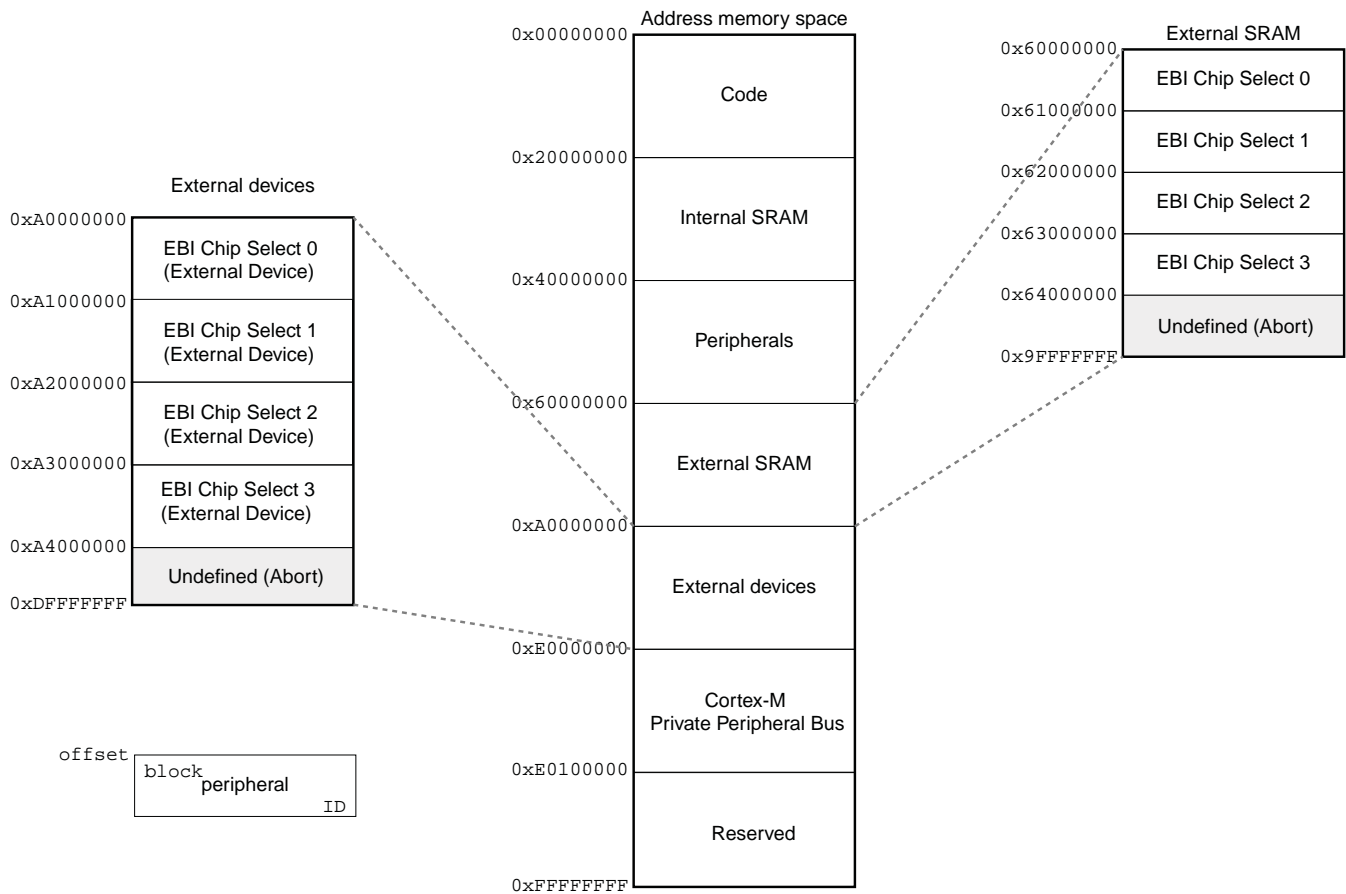 External devices
0xA0000000
EBI Chip Select 0
(External Device)
0xA1000000
EBI Chip Select 1
(External Device)
0xA2000000
EBI Chip Select 2
(External Device)
0xA3000000
EBI Chip Select 3
(External Device)
0xA4000000
Undefined (Abort)
0xDFFFFFFF
offset
block
peripheral
ID
Address memory space
0x00000000
Code
0x20000000
Internal SRAM
0x40000000
Peripherals
0x60000000
External SRAM
0xA0000000
External devices
0xE0000000
Cortex-M
Private Peripheral Bus
0xE0100000
Reserved
0xFFFFFFFF
External SRAM
0x60000000
EBI Chip Select 0
0x61000000
EBI Chip Select 1
0x62000000
EBI Chip Select 2
0x63000000
EBI Chip Select 3
0x64000000
Undefined (Abort)
0x9FFFFFFF